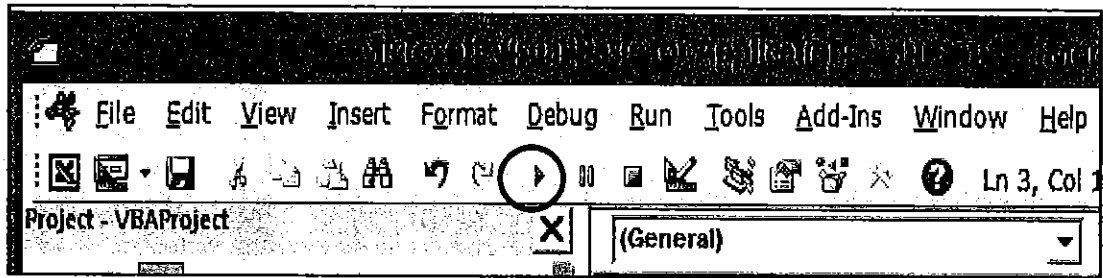 File Edit View Insert Format Debug Run Tools Add-Ins Window Help
Ln 3, Col 1
Project - VBAProject
(General)